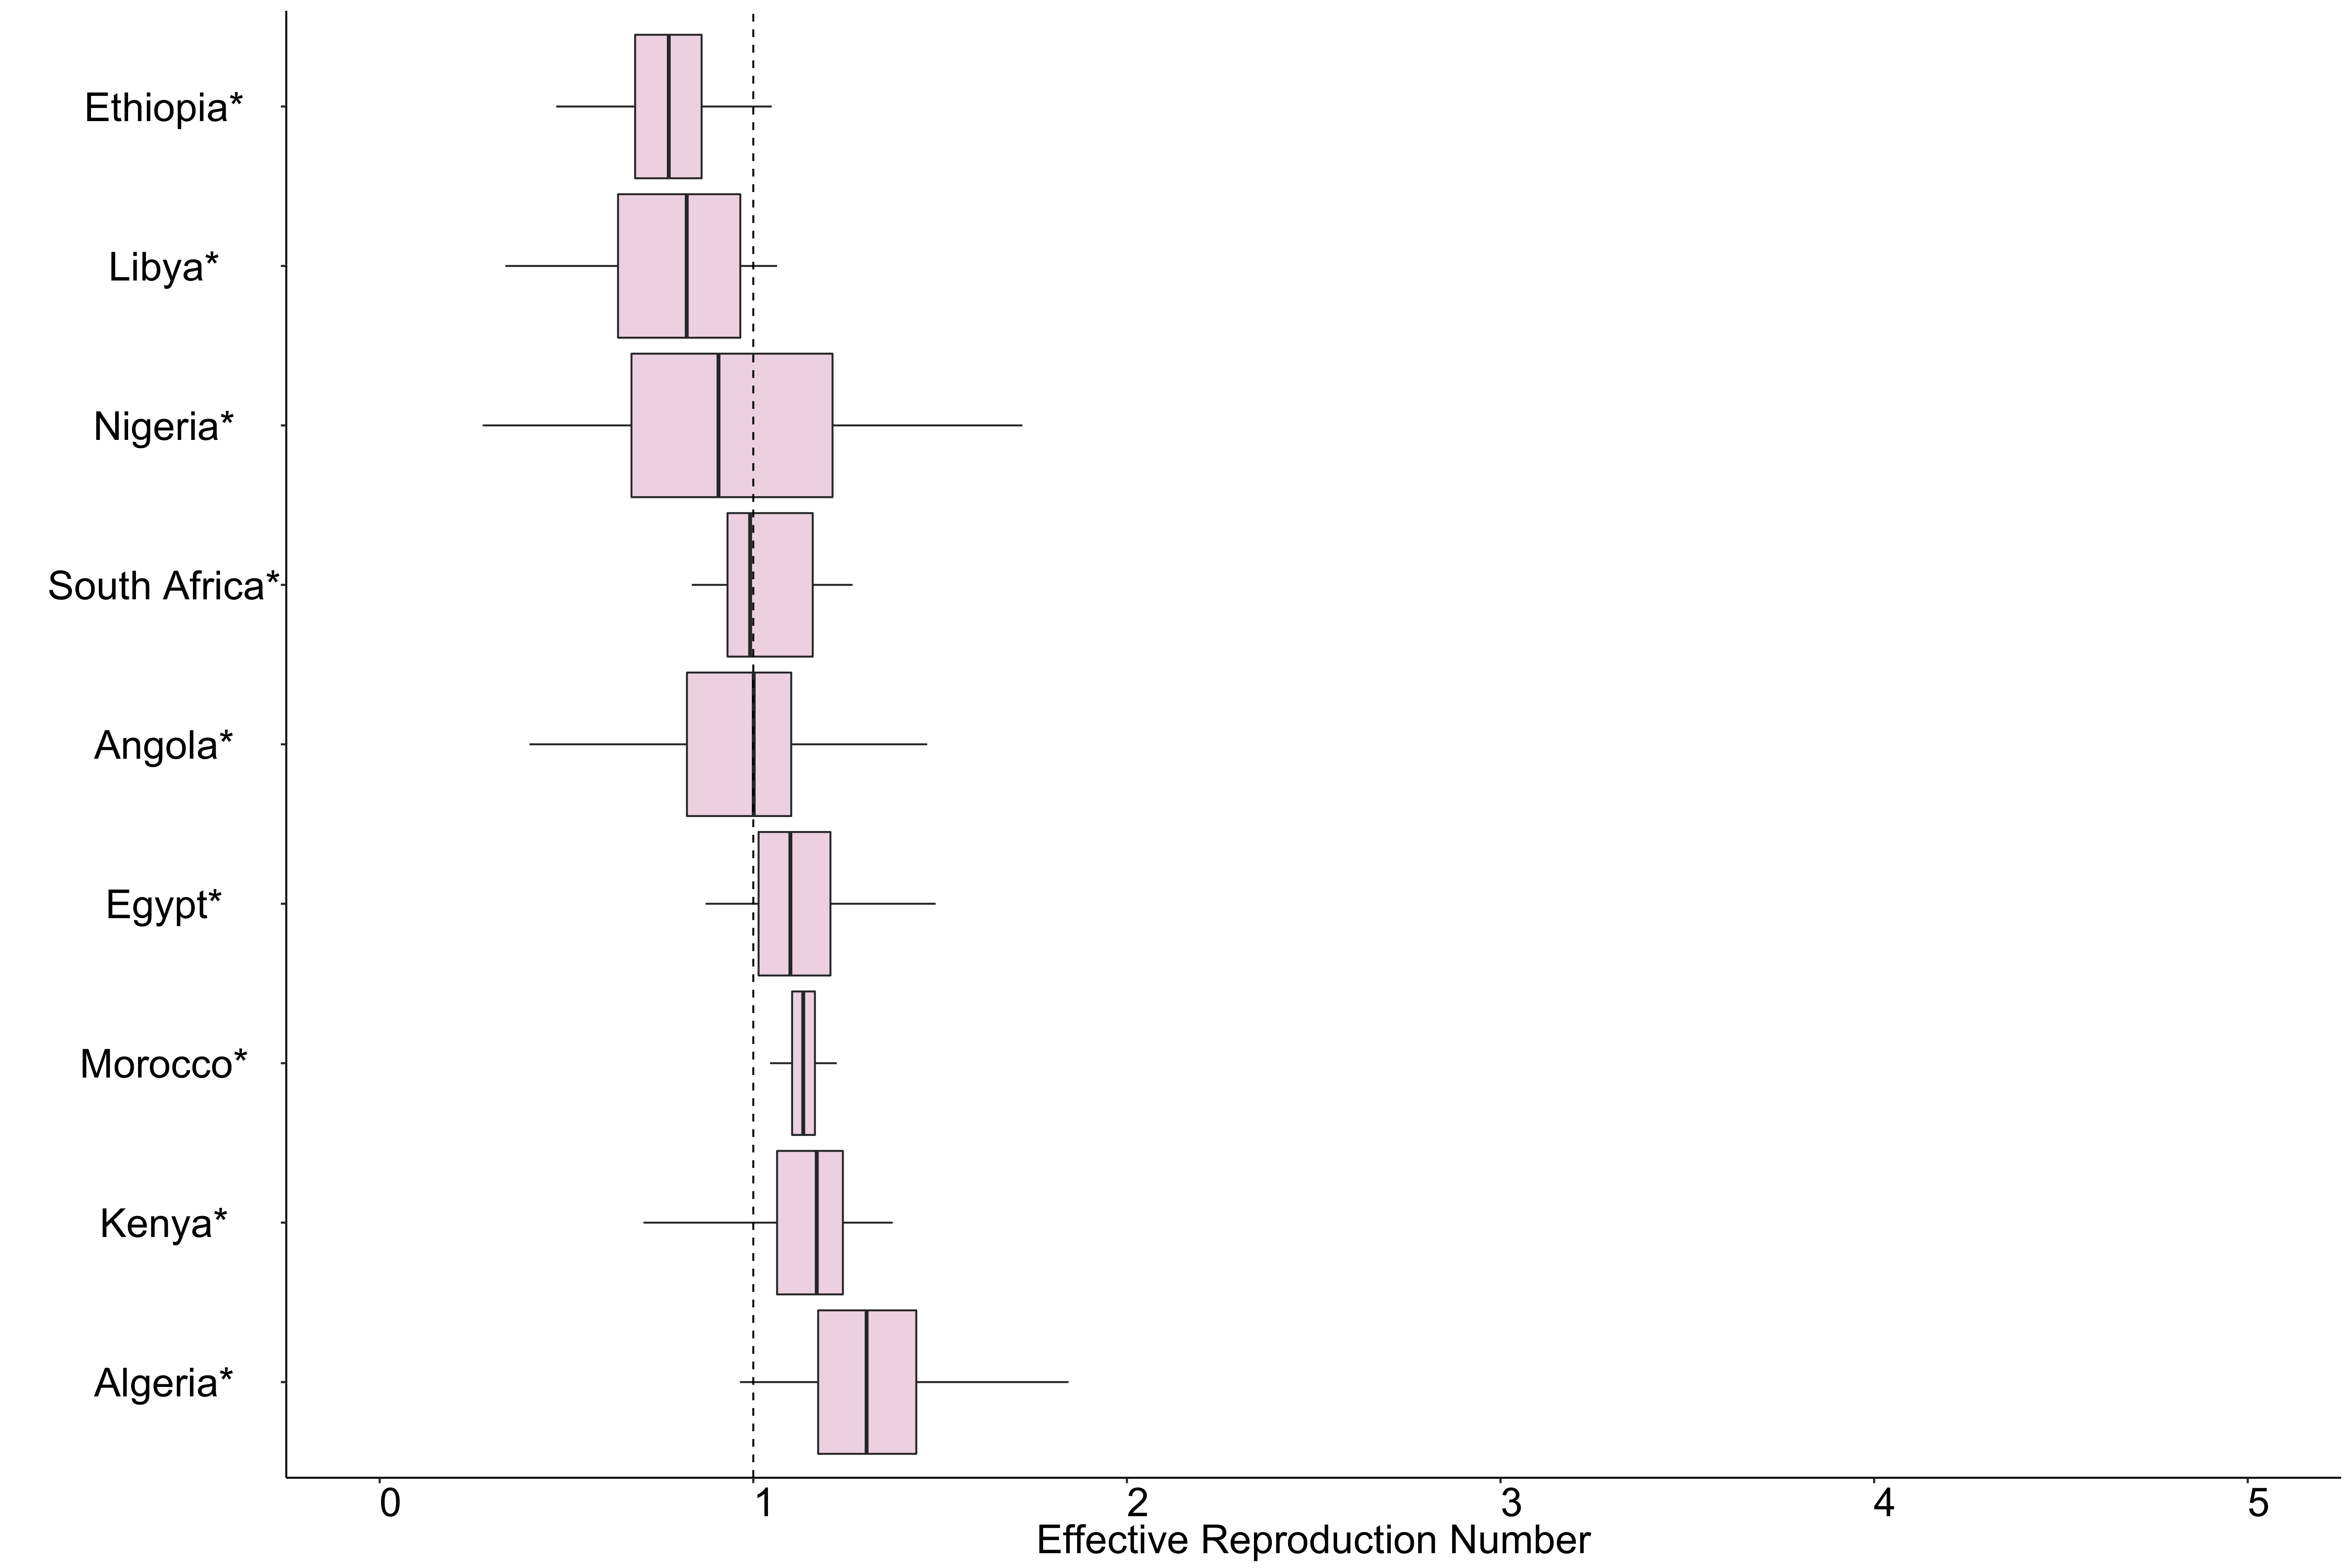 Ethiopia*
Libya*
Nigeria*
South Africa*
Angola*
Egypt*
Morocco*
Kenya*
Algeria*
0 1 2 3 4 5
Effective Reproduction Number